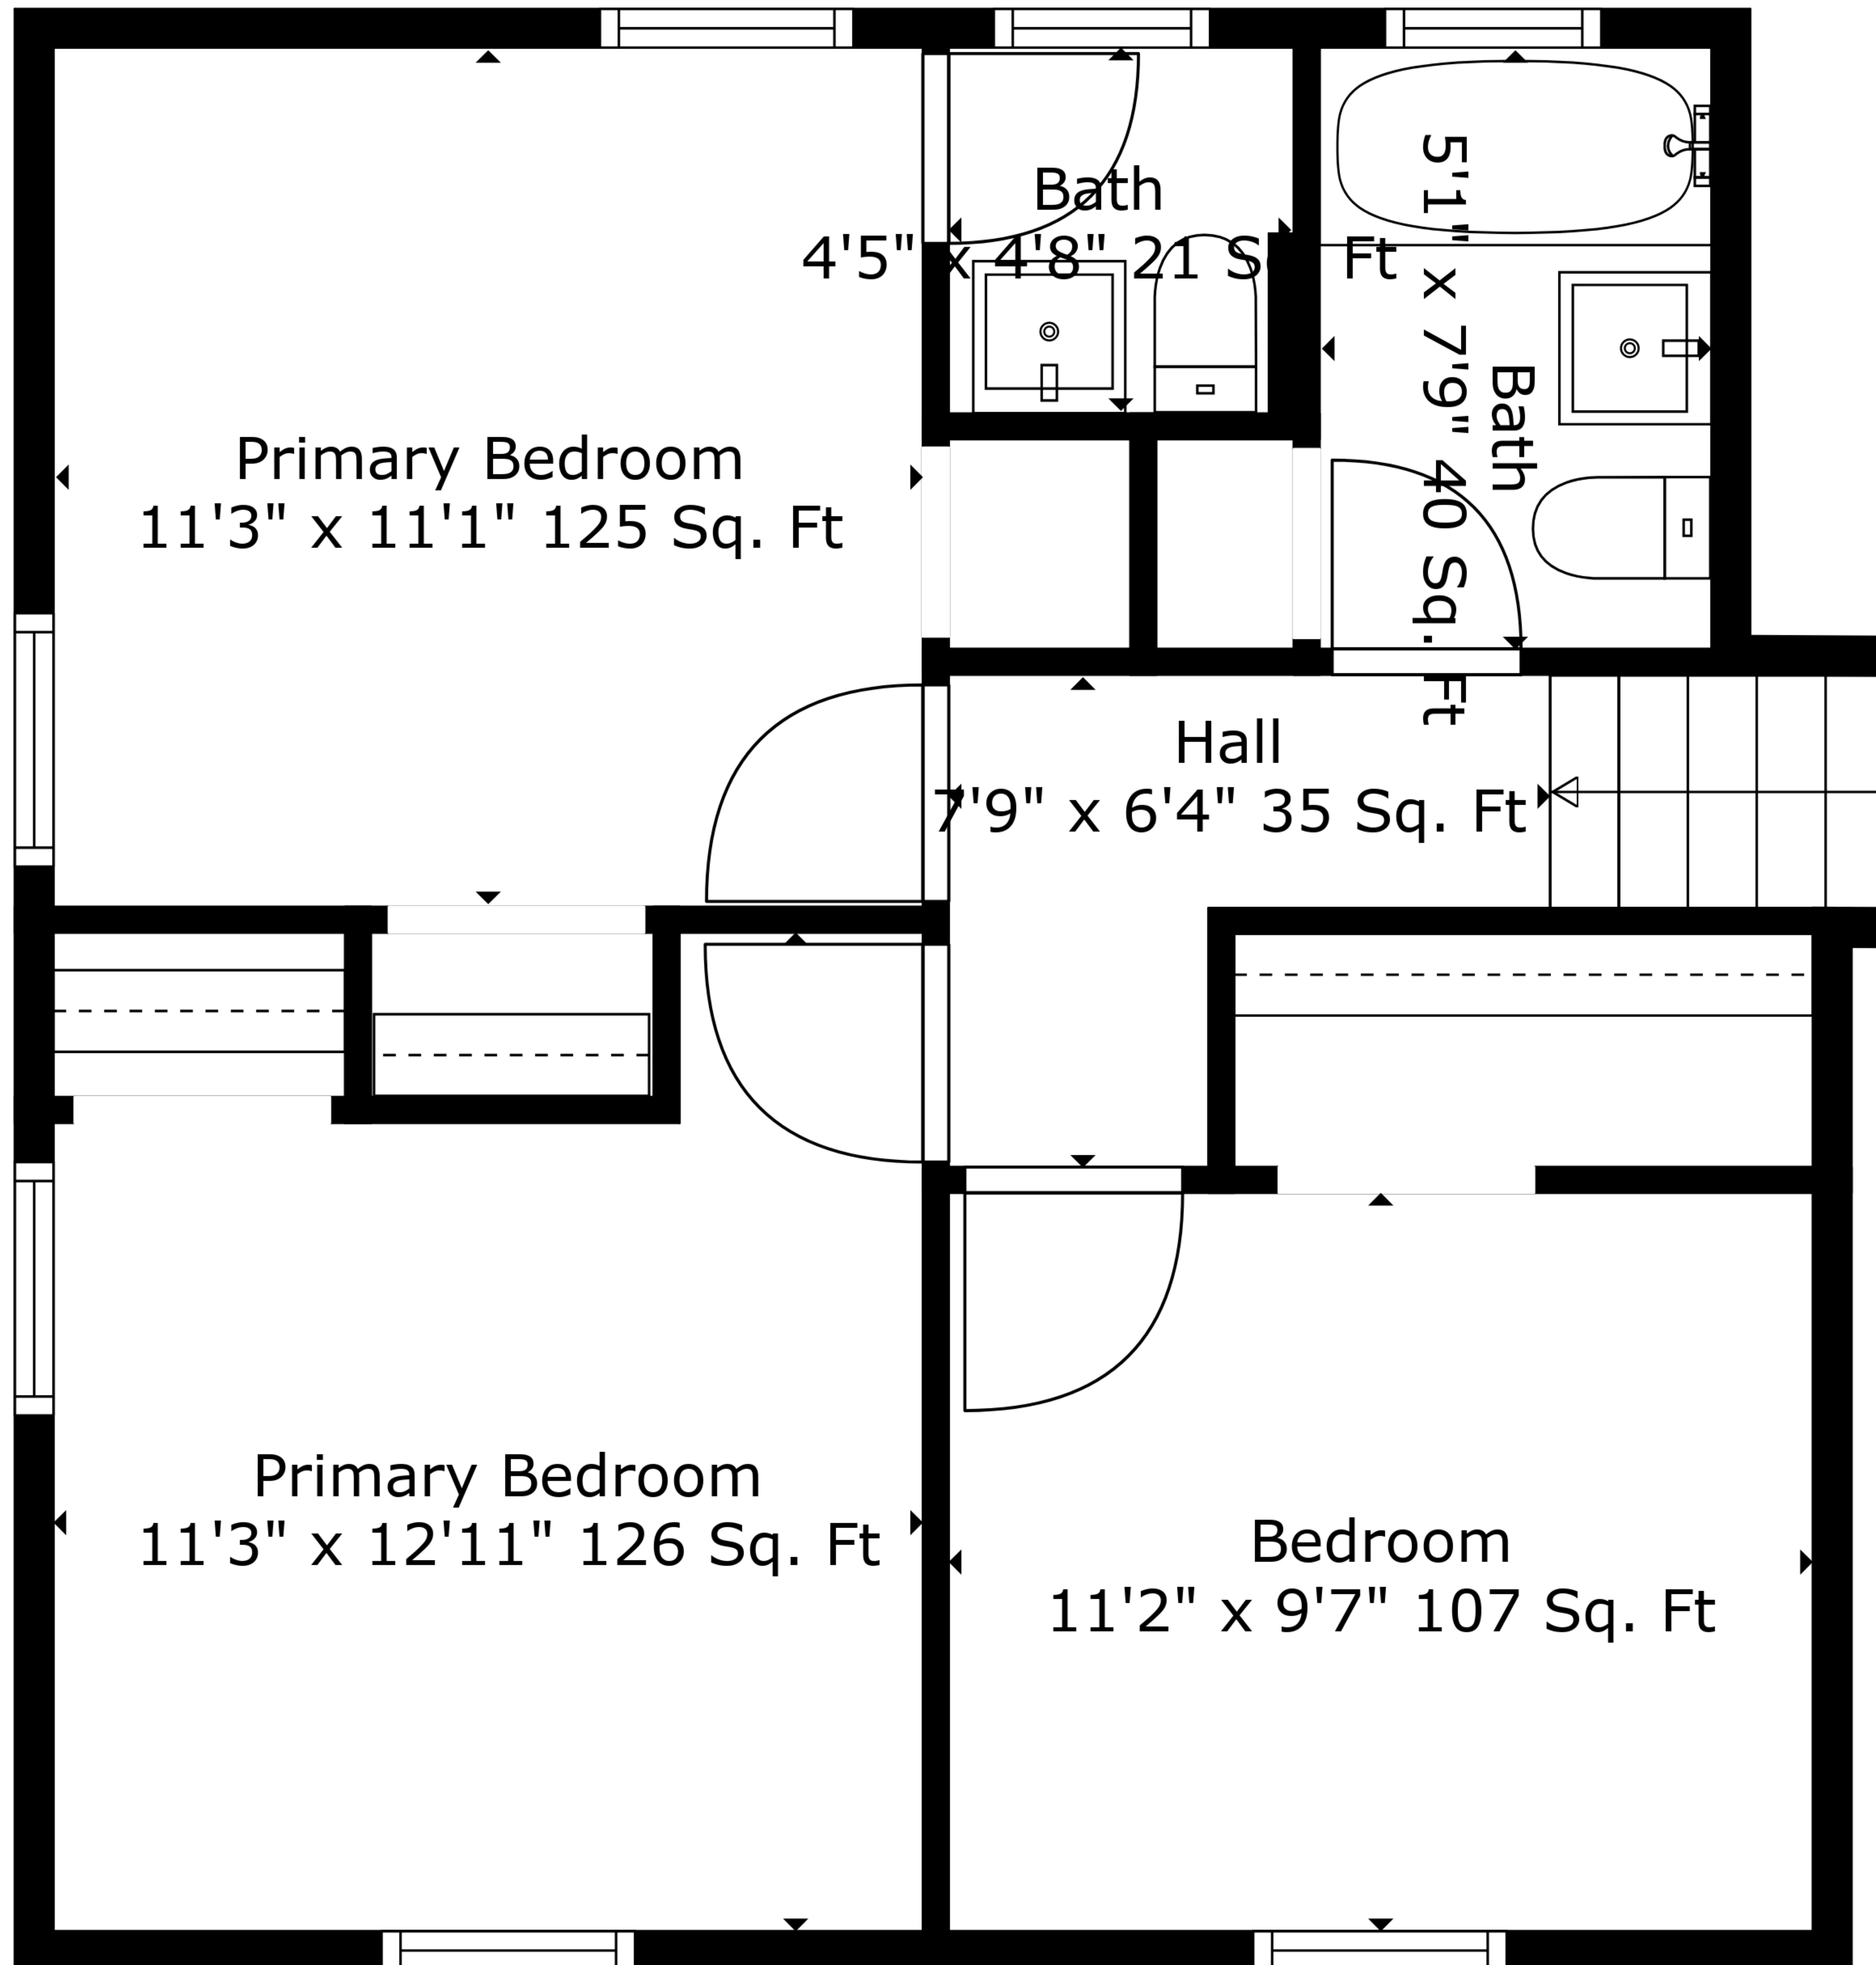 Bath
4'5" x 4'8" 21 Sq. Ft
Bath
5'1" x 7'9" 40 Sq. Ft
Primary Bedroom
11'3" x 11'1" 125 Sq. Ft
Hall
7'9" x 6'4" 35 Sq. Ft
Primary Bedroom
11'3" x 12'11" 126 Sq. Ft
Bedroom
11'2" x 9'7" 107 Sq. Ft